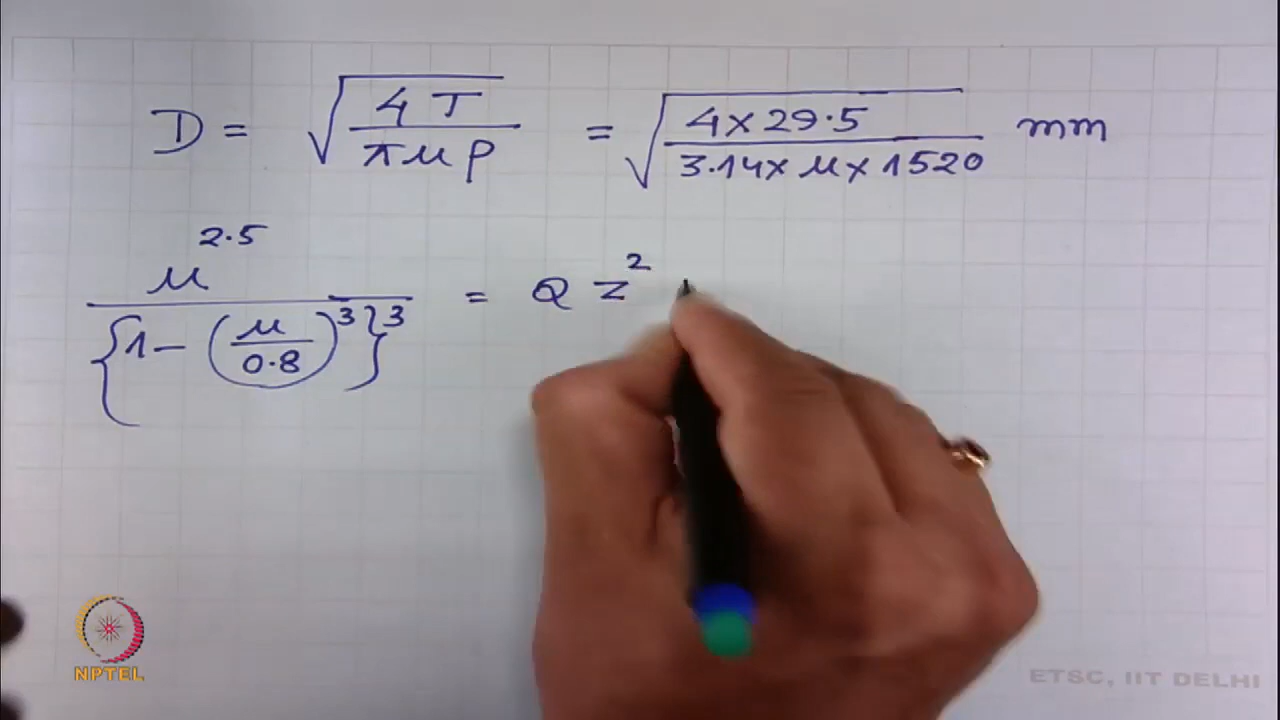 D = √(4T / πμρ) = √(4×29.5 / 3.14×μ×1520) mm
μ^2.5 / {1 − (μ/0.8)^3}^3 = Q Z^2
NPTEL
ETSC, IIT DELHI